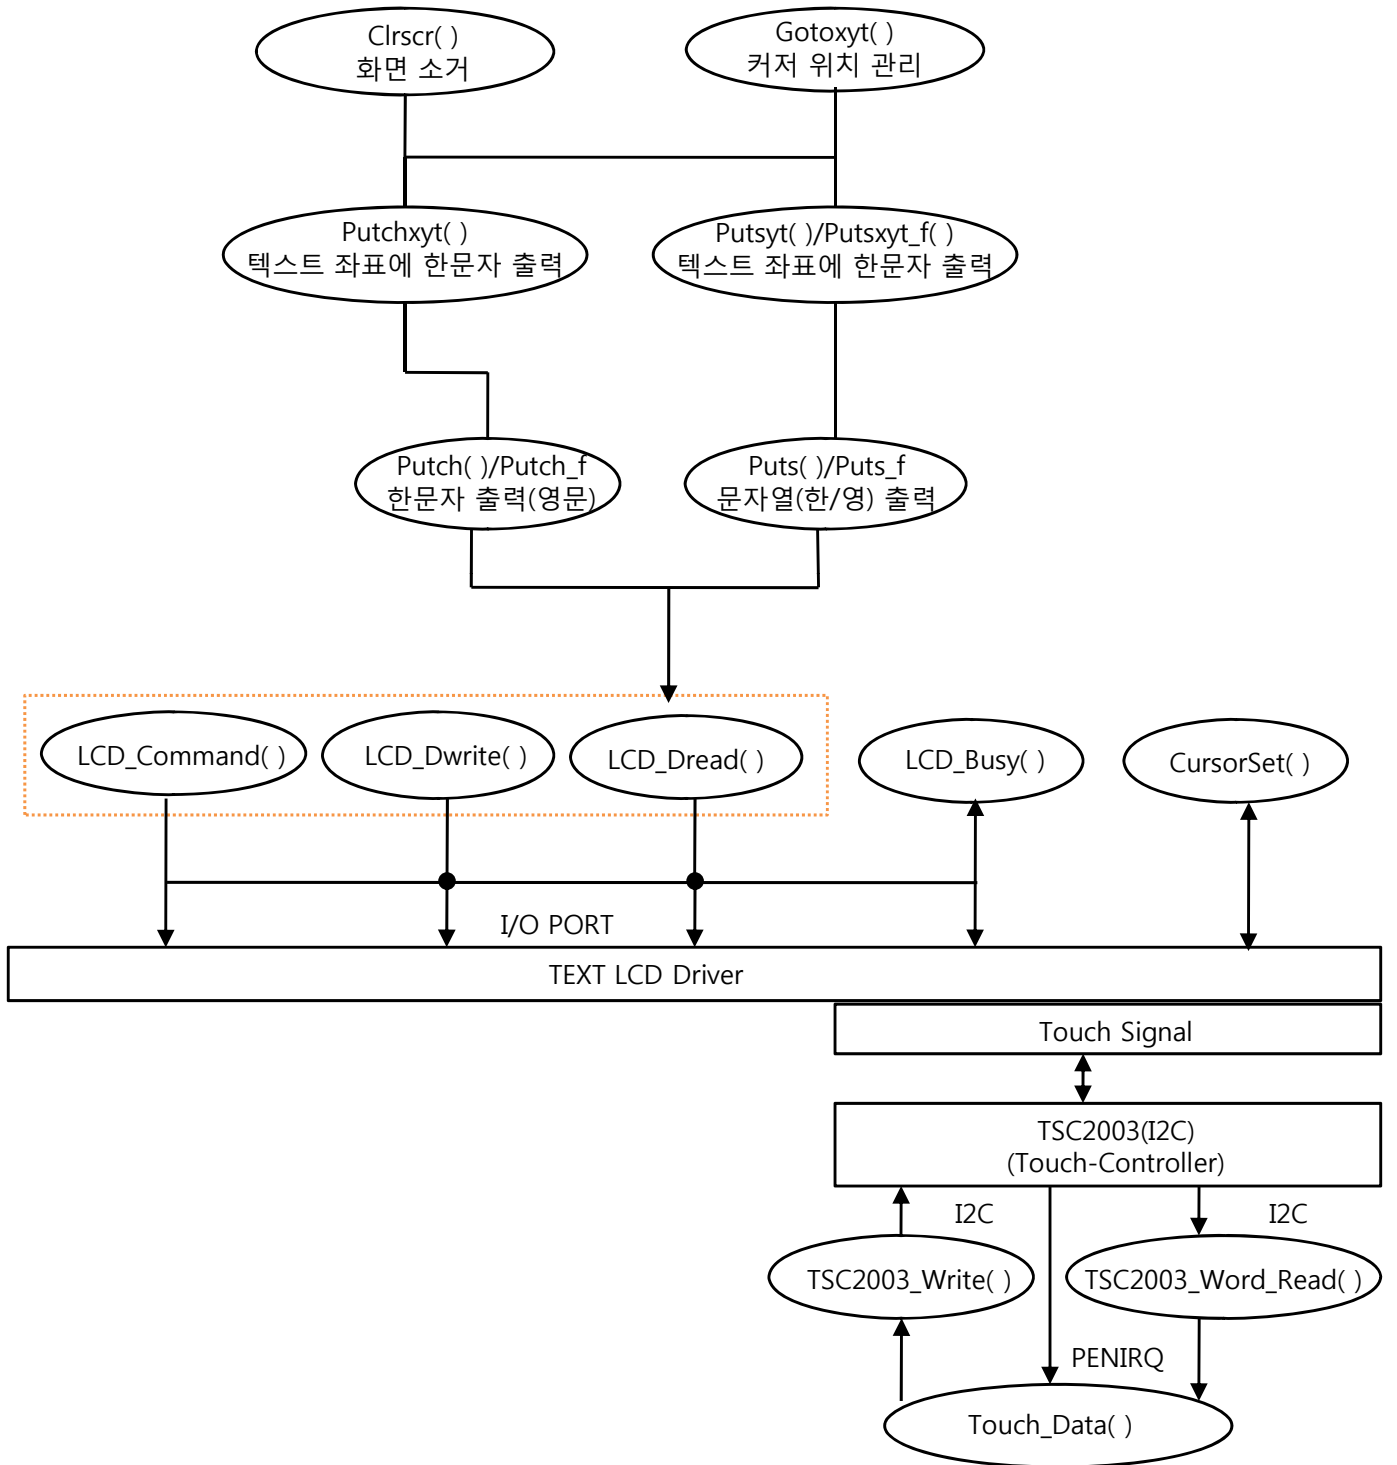 Clrscr( )
화면 소거
Gotoxyt( )
커저 위치 관리
Putchxyt( )
텍스트 좌표에 한문자 출력
Putsyt( )/Putsxyt_f( )
텍스트 좌표에 한문자 출력
Putch( )/Putch_f
한문자 출력(영문)
Puts( )/Puts_f
문자열(한/영) 출력
LCD_Command( )
LCD_Dwrite( )
LCD_Dread( )
LCD_Busy( )
CursorSet( )
I/O PORT
TEXT LCD Driver
Touch Signal
TSC2003(I2C)
(Touch-Controller)
I2C
I2C
TSC2003_Write( )
TSC2003_Word_Read( )
PENIRQ
Touch_Data( )